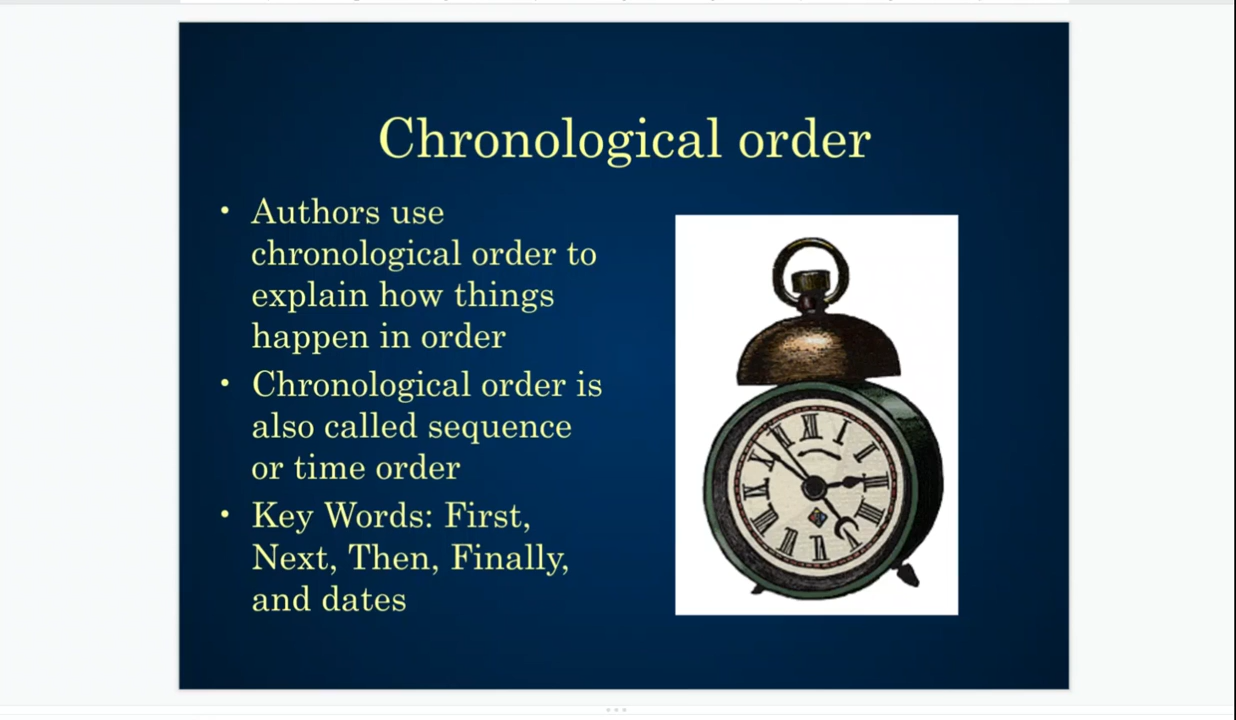 Chronological order
• Authors use
chronological order to
explain how things
happen in order
• Chronological order is
also called sequence
or time order
• Key Words: First,
Next, Then, Finally,
and dates